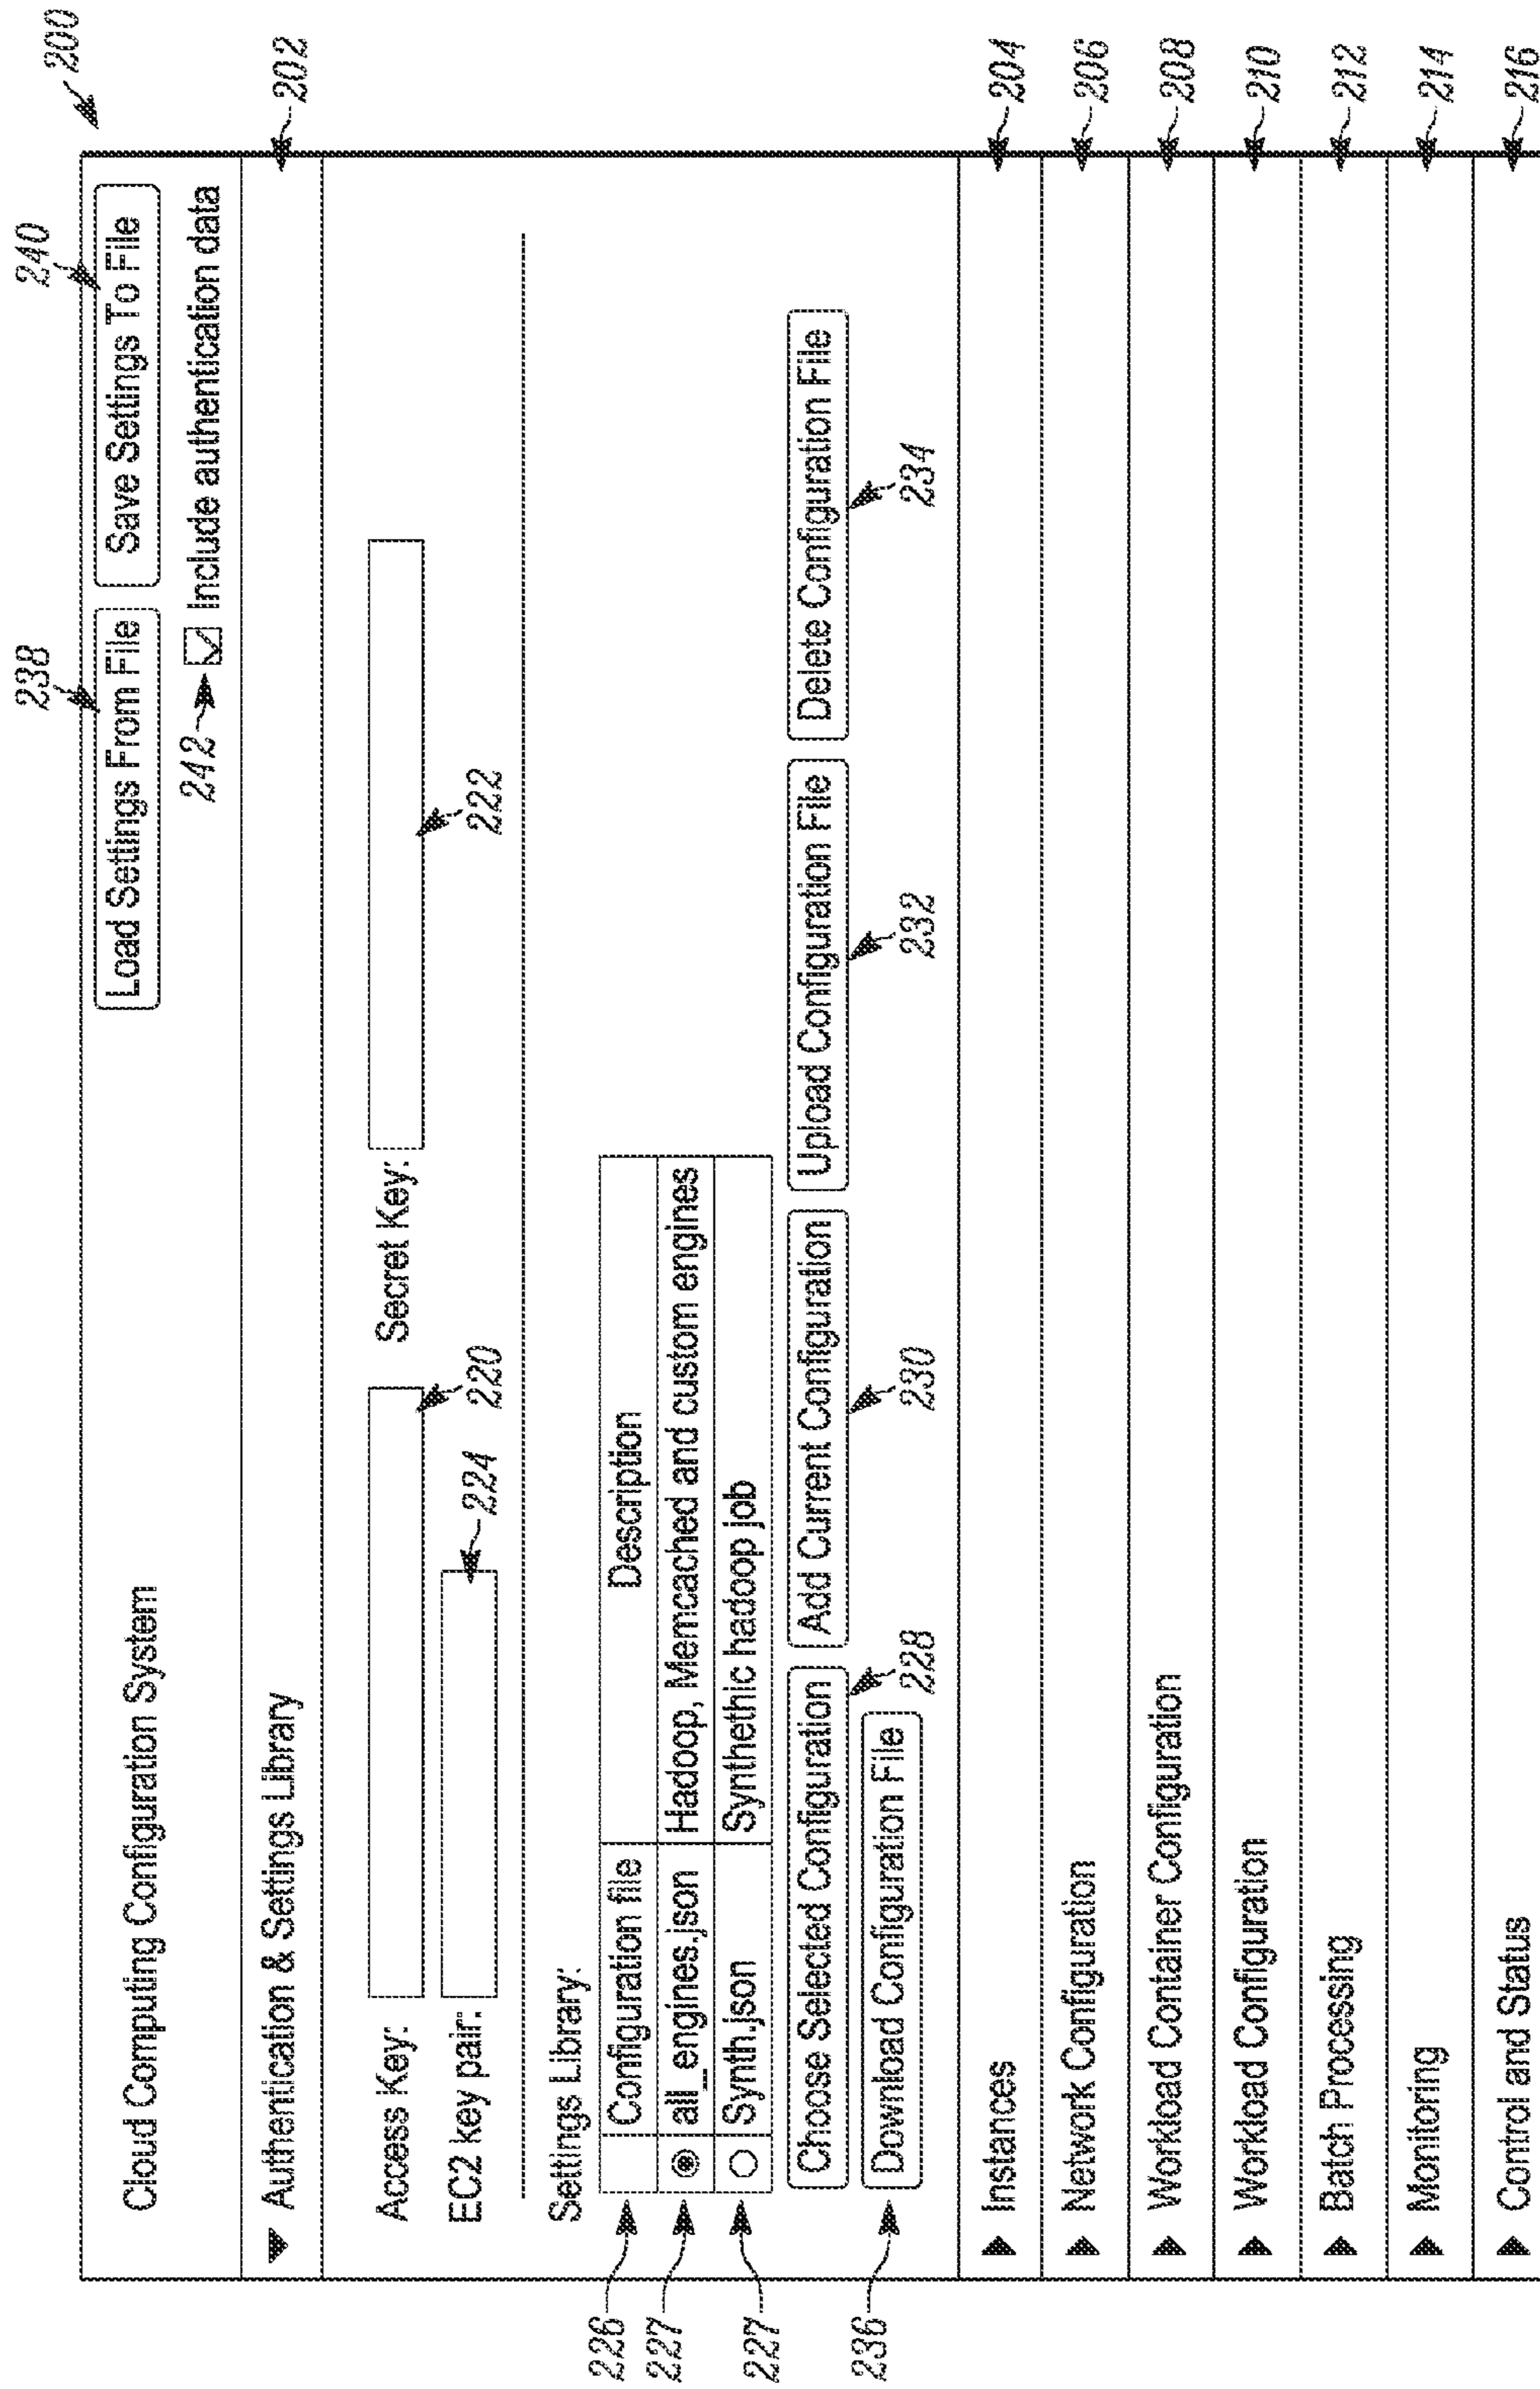 200
238
240
Cloud Computing Configuration System
Load Settings From File
Save Settings To File
242
Include authentication data
Authentication & Settings Library
202
Access Key:
220
Secret Key:
222
EC2 key pair:
224
Settings Library:
226
Configuration file Description
227
all_engines.json Hadoop, Memcached and custom engines
227
Synth.json Synthethic hadoop job
Choose Selected Configuration
Add Current Configuration
Upload Configuration File
Delete Configuration File
228
230
232
234
236
Download Configuration File
Instances
204
Network Configuration
206
Workload Container Configuration
208
Workload Configuration
210
Batch Processing
212
Monitoring
214
Control and Status
216